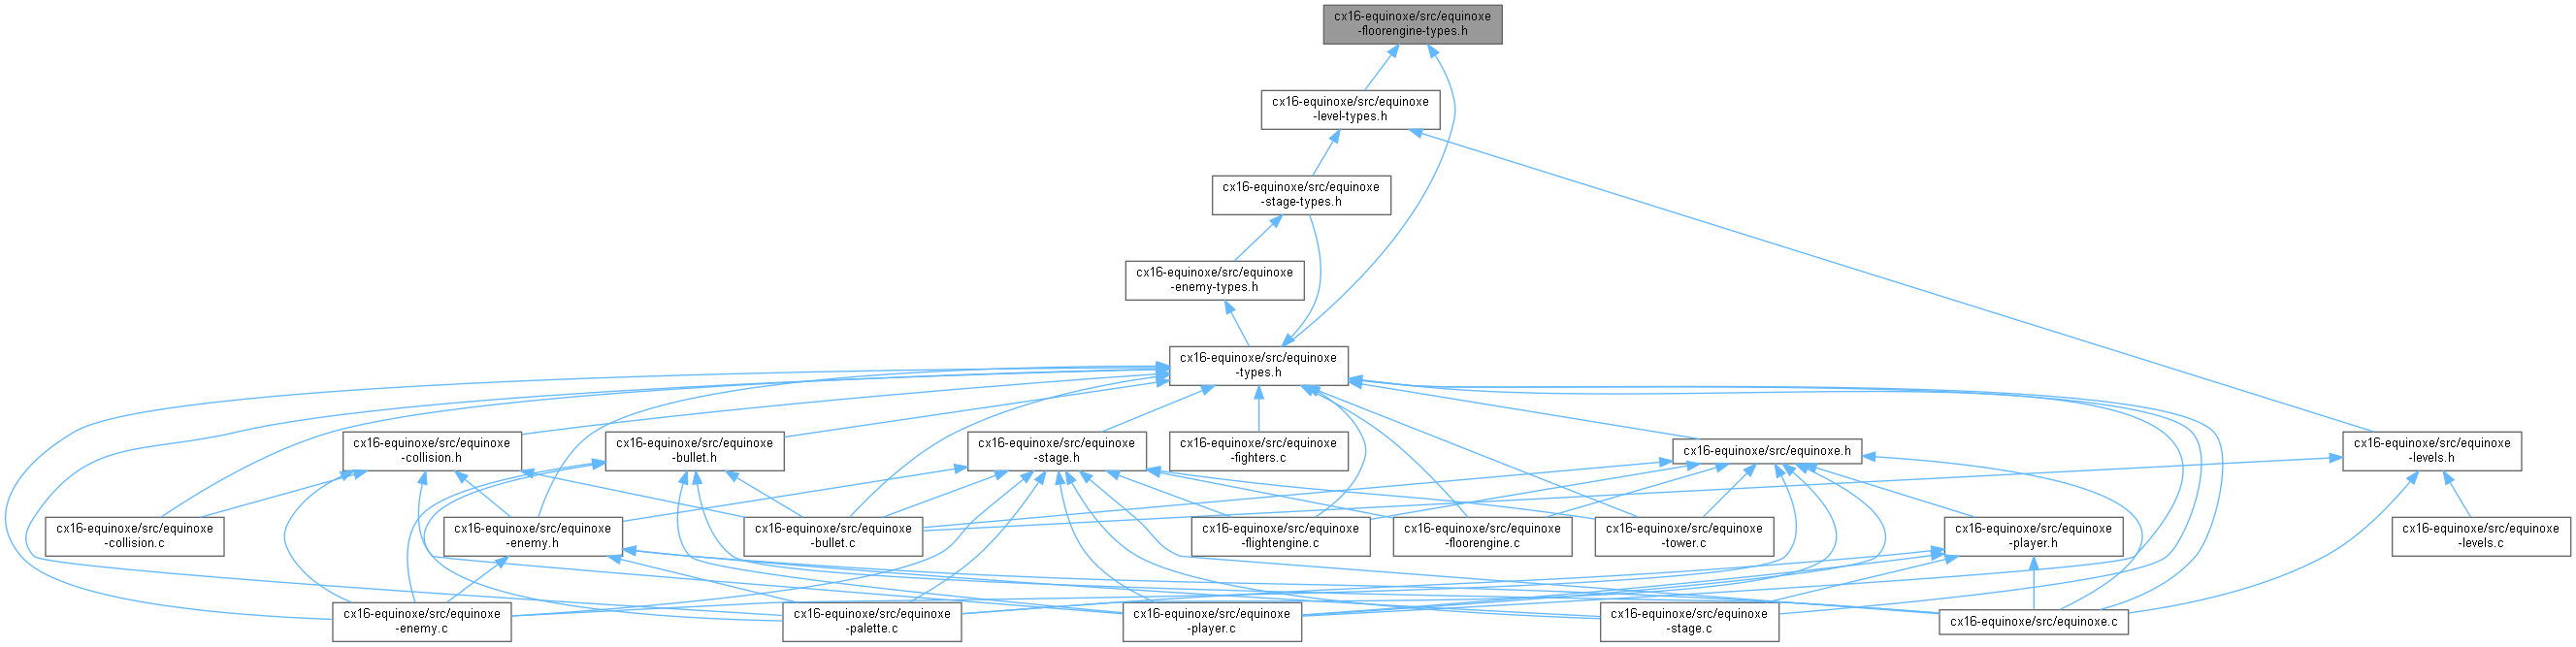 cx16-equinoxe/src/equinoxe
-floorengine-types.h
cx16-equinoxe/src/equinoxe
-level-types.h
cx16-equinoxe/src/equinoxe
-stage-types.h
cx16-equinoxe/src/equinoxe
-enemy-types.h
cx16-equinoxe/src/equinoxe
-types.h
cx16-equinoxe/src/equinoxe
-collision.h
cx16-equinoxe/src/equinoxe
-bullet.h
cx16-equinoxe/src/equinoxe
-stage.h
cx16-equinoxe/src/equinoxe
-fighters.c
cx16-equinoxe/src/equinoxe.h
cx16-equinoxe/src/equinoxe
-levels.h
cx16-equinoxe/src/equinoxe
-collision.c
cx16-equinoxe/src/equinoxe
-enemy.h
cx16-equinoxe/src/equinoxe
-bullet.c
cx16-equinoxe/src/equinoxe
-flightengine.c
cx16-equinoxe/src/equinoxe
-floorengine.c
cx16-equinoxe/src/equinoxe
-tower.c
cx16-equinoxe/src/equinoxe
-player.h
cx16-equinoxe/src/equinoxe
-levels.c
cx16-equinoxe/src/equinoxe
-enemy.c
cx16-equinoxe/src/equinoxe
-palette.c
cx16-equinoxe/src/equinoxe
-player.c
cx16-equinoxe/src/equinoxe
-stage.c
cx16-equinoxe/src/equinoxe.c